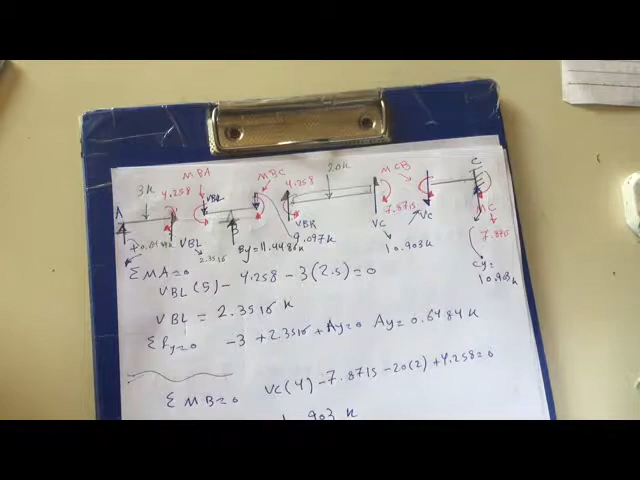 MBA MBC 20k MCB C
3k 4.258 VBL 4.258
A B 7.8715 VC MC
0.6484k VBL 2.3516 By=11.4486k 9.097k VBR VC 10.903k 7.875
Cy= 10.903k
ΣMA=0
VBL(5) - 4.258 - 3(2.5)=0
VBL = 2.3516 k
ΣFy=0 -3 + 2.3516 + Ay=0 Ay= 0.6484 k
ΣMB=0 VC(4) - 7.8715 - 20(2) + 4.258=0
.903 k